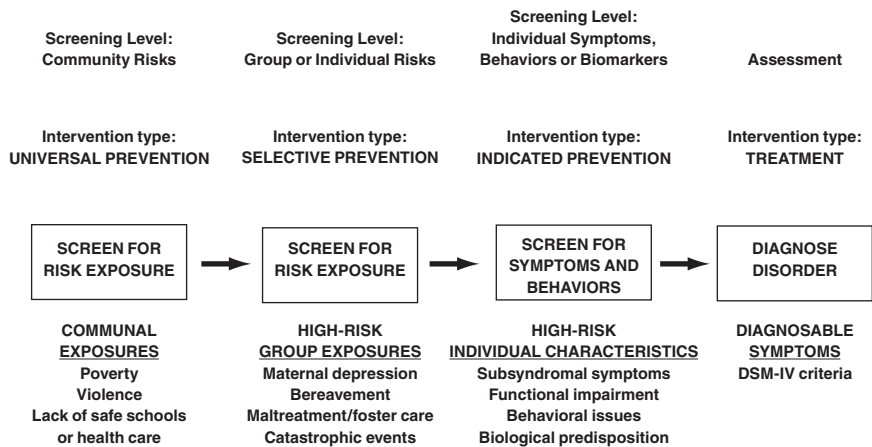 Screening Level:
Community Risks
Screening Level:
Group or Individual Risks
Screening Level:
Individual Symptoms,
Behaviors or Biomarkers
Assessment
Intervention type:
UNIVERSAL PREVENTION
Intervention type:
SELECTIVE PREVENTION
Intervention type:
INDICATED PREVENTION
Intervention type:
TREATMENT
SCREEN FOR
RISK EXPOSURE
SCREEN FOR
RISK EXPOSURE
SCREEN FOR
SYMPTOMS AND
BEHAVIORS
DIAGNOSE
DISORDER
COMMUNAL
EXPOSURES
Poverty
Violence
Lack of safe schools
or health care
HIGH-RISK
GROUP EXPOSURES
Maternal depression
Bereavement
Maltreatment/foster care
Catastrophic events
HIGH-RISK
INDIVIDUAL CHARACTERISTICS
Subsyndromal symptoms
Functional impairment
Behavioral issues
Biological predisposition
DIAGNOSABLE
SYMPTOMS
DSM-IV criteria